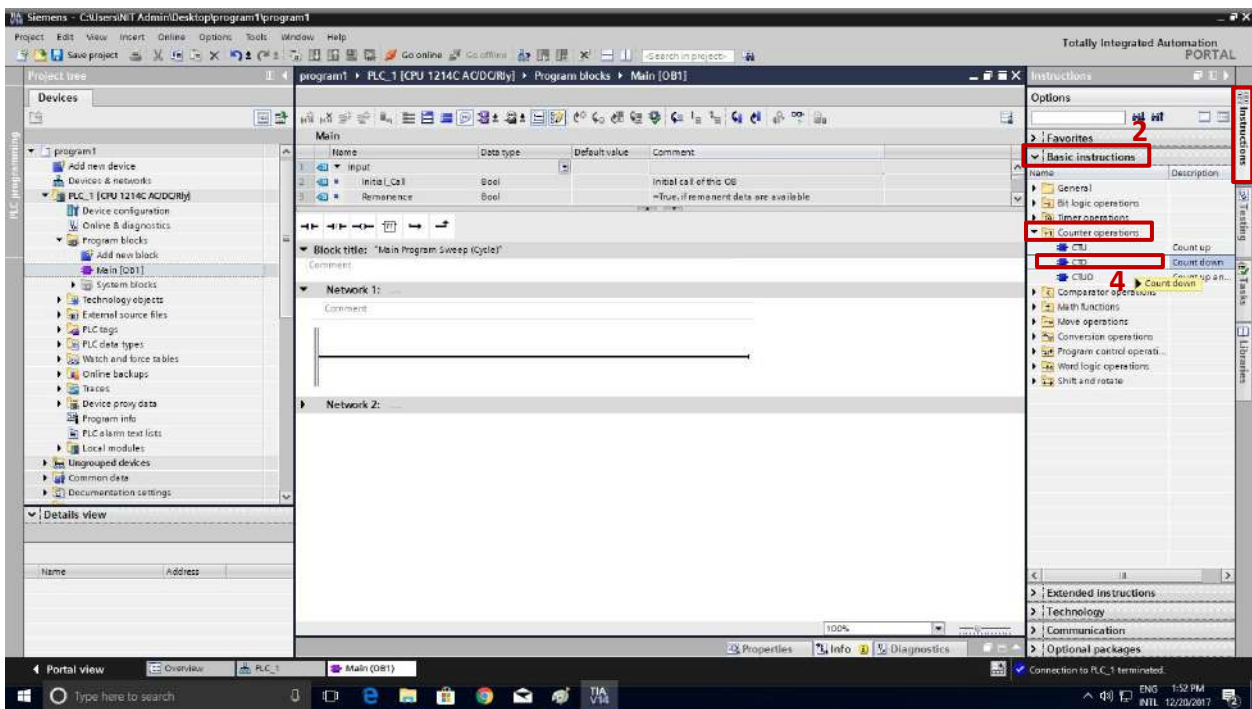 Siemens - C:\Users\NIT Admin\Desktop\program1\program1
Project Edit View Insert Online Options Tools Window Help
Totally Integrated Automation
PORTAL
Save project
Go online
Go offline
<Search in project>
Project tree
program1 PLC_1 [CPU 1214C AC/DC/Rly] Program blocks Main [OB1]
Instructions
Devices
Options
PLC programming
program1
Add new device
Devices & networks
PLC_1 [CPU 1214C AC/DC/Rly]
Device configuration
Online & diagnostics
Program blocks
Add new block
Main [OB1]
System blocks
Technology objects
External source files
PLC tags
PLC data types
Watch and force tables
Online backups
Traces
Device proxy data
Program info
PLC alarm text lists
Local modules
Ungrouped devices
Common data
Documentation settings
Details view
Name Address
Main
Name Data type Default value Comment
1 Input
2 Initial_Call Bool Initial call of this OB
3 Remanence Bool =True, if remanent data are available
Block title: "Main Program Sweep (Cycle)"
Comment
Network 1: ....
Comment
Network 2: ....
100%
Properties Info Diagnostics
2
Favorites
Basic instructions
Name Description
General
Bit logic operations
Timer operations
Counter operations
CTU Count up
CTD Count down
CTUD Count up an...
4
Count down
Comparator operations
Math functions
Move operations
Conversion operations
Program control operati...
Word logic operations
Shift and rotate
Extended instructions
Technology
Communication
Optional packages
Instructions
Testing
Tasks
Libraries
Portal view Overview PLC_1 Main (OB1)
Connection to PLC_1 terminated.
Type here to search
TIA
V14
ENG
INTL
1:52 PM
12/20/2017
2